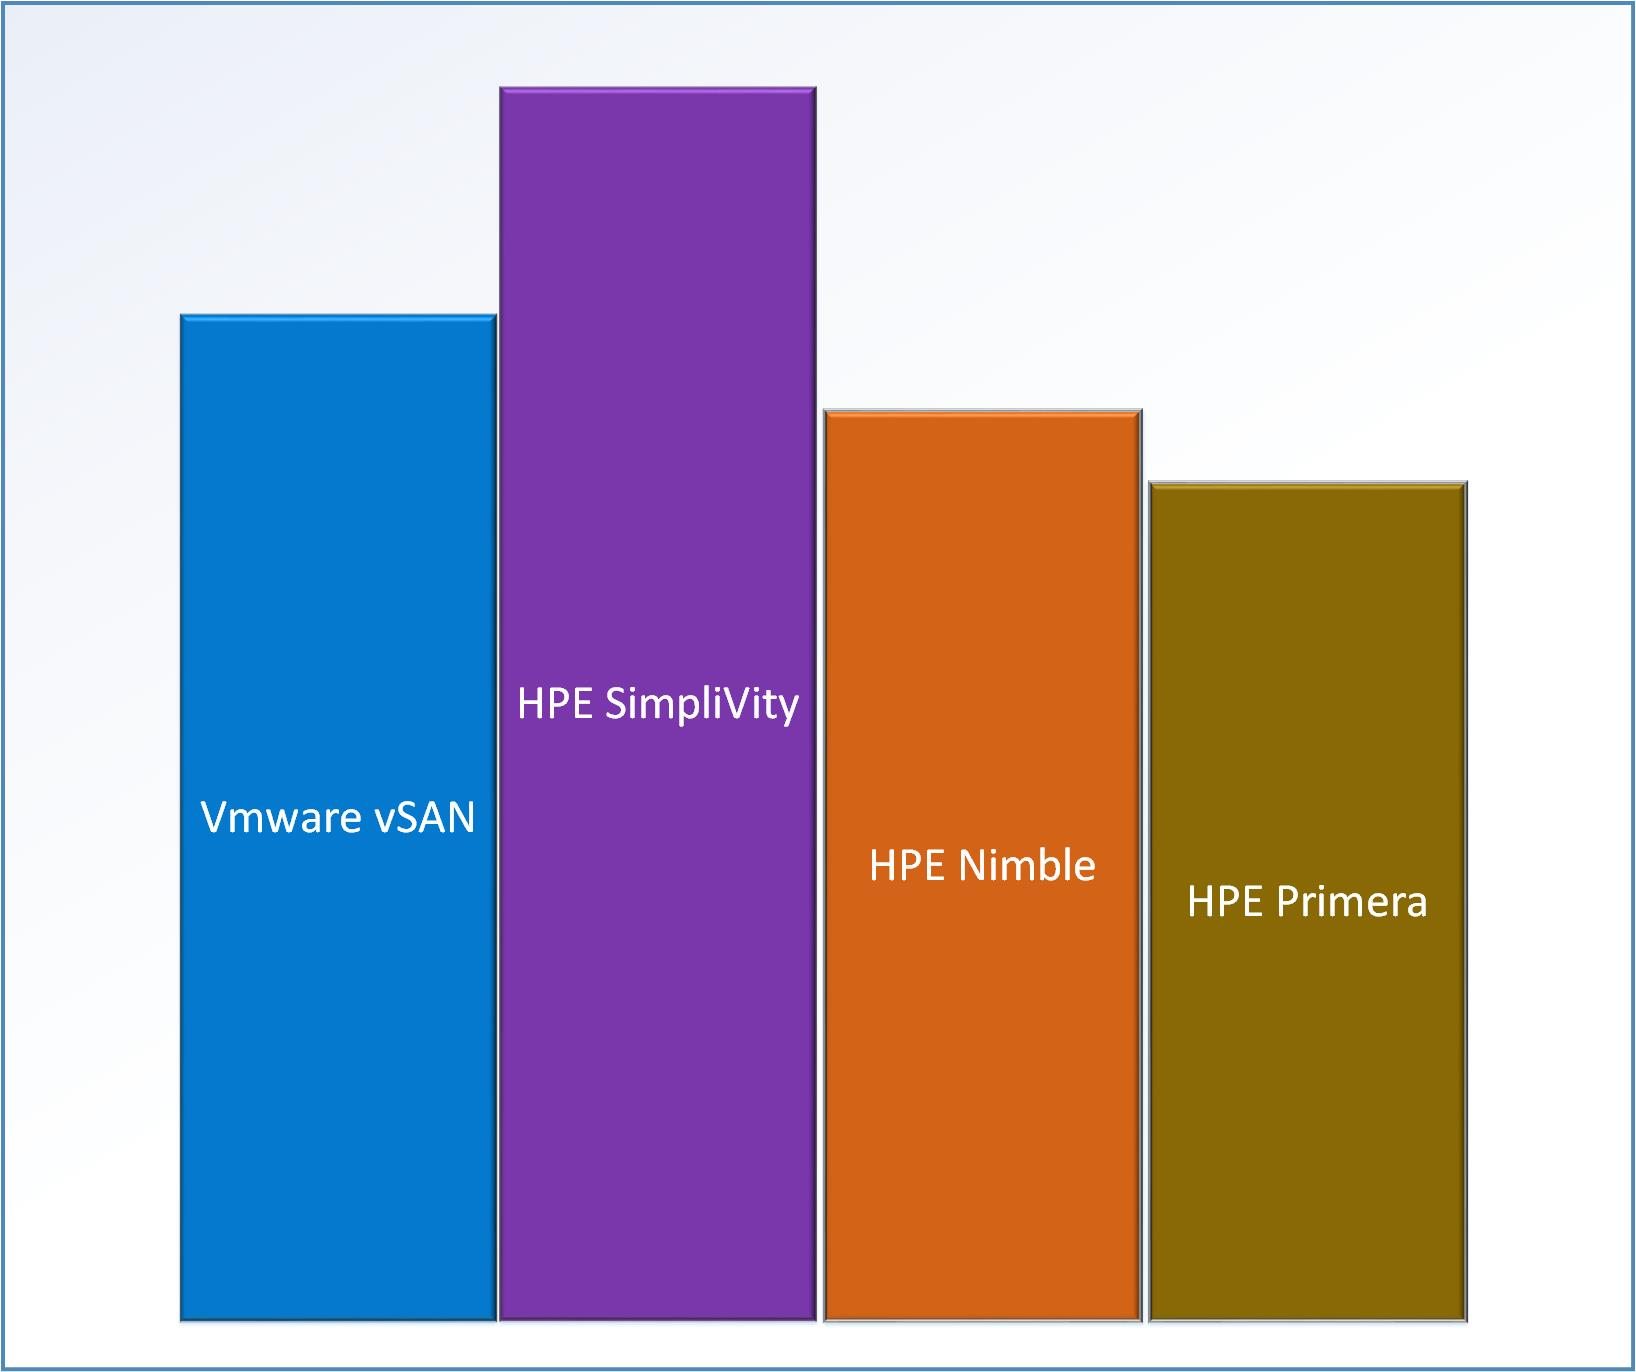 Vmware vSAN
HPE SimpliVity
HPE Nimble
HPE Primera